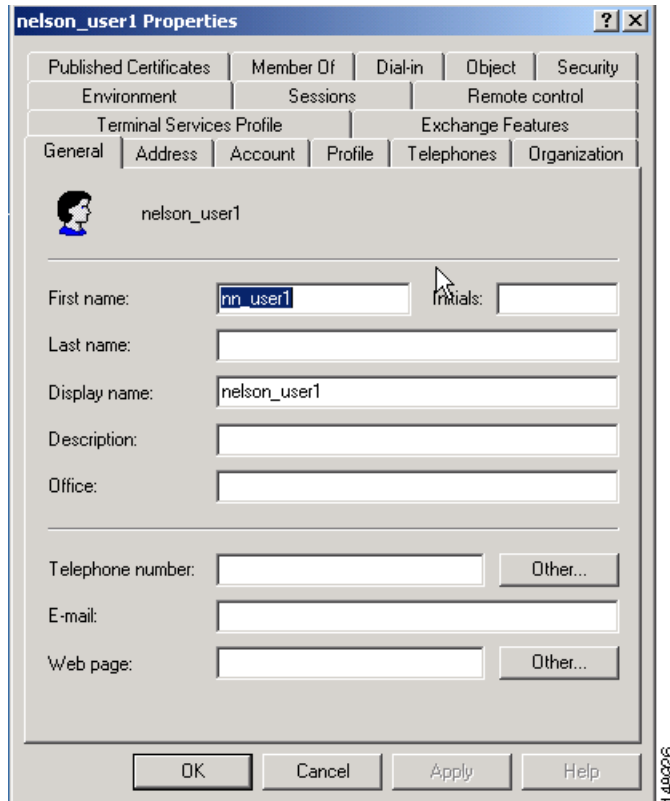 nelson_user1 Properties
Published Certificates Member Of Dial-in Object Security
Environment Sessions Remote control
Terminal Services Profile Exchange Features
General Address Account Profile Telephones Organization
nelson_user1
First name: nn_user1 Initials:
Last name:
Display name: nelson_user1
Description:
Office:
Telephone number: Other...
E-mail:
Web page: Other...
OK Cancel Apply Help